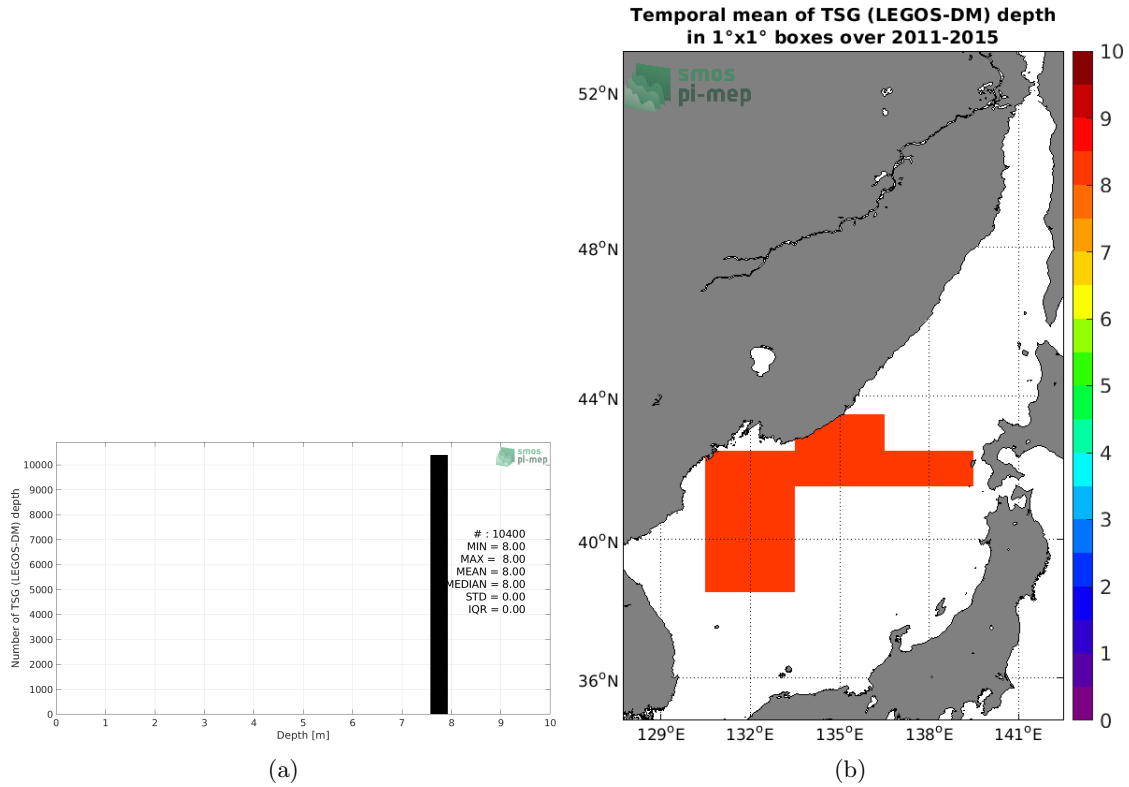 Temporal mean of TSG (LEGOS-DM) depth
in 1°x1° boxes over 2011-2015
smos
pi-mep
52°N
48°N
44°N
40°N
36°N
129°E
132°E
135°E
138°E
141°E
10
9
8
7
6
5
4
3
2
1
0
smos
pi-mep
Number of TSG (LEGOS-DM) depth
10000
9000
8000
7000
6000
5000
4000
3000
2000
1000
0
# : 10400
MIN = 8.00
MAX = 8.00
MEAN = 8.00
MEDIAN = 8.00
STD = 0.00
IQR = 0.00
0 1 2 3 4 5 6 7 8 9 10
Depth [m]
(a)
(b)